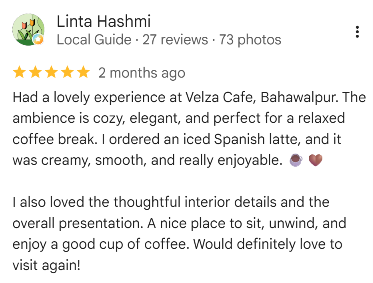 Linta Hashmi
Local Guide · 27 reviews · 73 photos
2 months ago
Had a lovely experience at Velza Cafe, Bahawalpur. The
ambience is cozy, elegant, and perfect for a relaxed
coffee break. I ordered an iced Spanish latte, and it
was creamy, smooth, and really enjoyable. ☕🤎
I also loved the thoughtful interior details and the
overall presentation. A nice place to sit, unwind, and
enjoy a good cup of coffee. Would definitely love to
visit again!